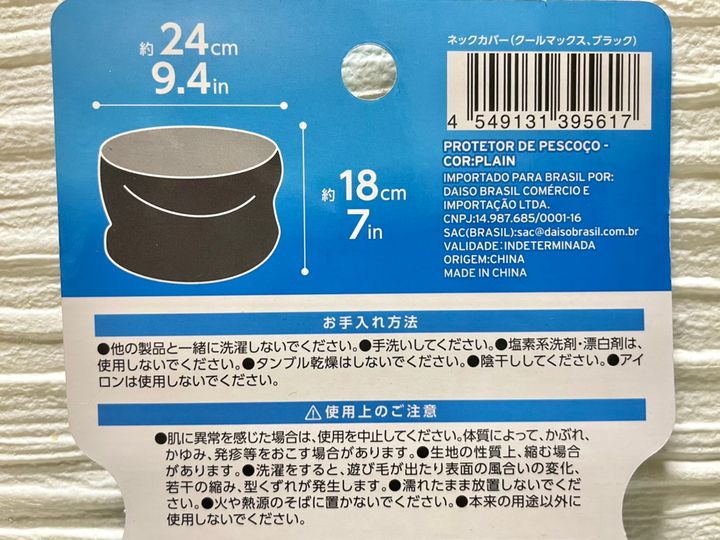 約24cm
9.4in
約18cm
7in
ネックカバー(クールマックス、ブラック)
4 549131 395617
PROTETOR DE PESCOÇO -
COR:PLAIN
IMPORTADO PARA BRASIL POR:
DAISO BRASIL COMÉRCIO E
IMPORTAÇÃO LTDA.
CNPJ:14.987.685/0001-16
SAC(BRASIL):sac@daisobrasil.com.br
VALIDADE:INDETERMINADA
ORIGEM:CHINA
MADE IN CHINA
お手入れ方法
●他の製品と一緒に洗濯しないでください。●手洗いしてください。●塩素系洗剤・漂白剤は、
使用しないでください。●タンブル乾燥はしないでください。●陰干ししてください。●アイ
ロンは使用しないでください。
⚠使用上のご注意
●肌に異常を感じた場合は、使用を中止してください。体質によって、かぶれ、
かゆみ、発疹等をおこす場合があります。●生地の性質上、縮む場合
があります。●洗濯をすると、遊び毛が出たり表面の風合いの変化、
若干の縮み、型くずれが発生します。●濡れたまま放置しないでくだ
さい。●火や熱源のそばに置かないでください。●本来の用途以外に
使用しないでください。